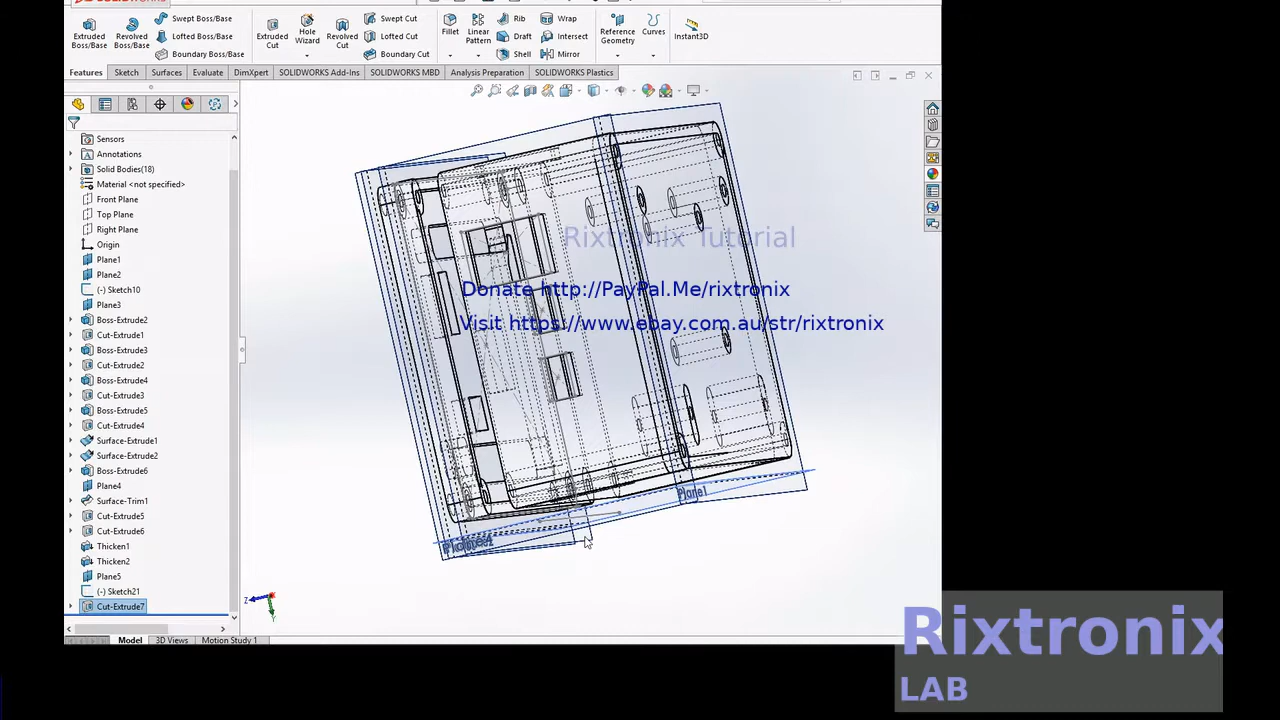 Swept Boss/Base
Swept Cut
Rib
Wrap
Extruded Boss/Base
Revolved Boss/Base
Lofted Boss/Base
Extruded Cut
Hole Wizard
Revolved Cut
Lofted Cut
Fillet
Linear Pattern
Draft
Intersect
Reference Geometry
Curves
Instant3D
Boundary Boss/Base
Boundary Cut
Shell
Mirror
Features
Sketch
Surfaces
Evaluate
DimXpert
SOLIDWORKS Add-Ins
SOLIDWORKS MBD
Analysis Preparation
SOLIDWORKS Plastics
Sensors
Annotations
Solid Bodies(18)
Material <not specified>
Front Plane
Top Plane
Right Plane
Origin
Plane1
Plane2
(-) Sketch10
Plane3
Boss-Extrude2
Cut-Extrude1
Boss-Extrude3
Cut-Extrude2
Boss-Extrude4
Cut-Extrude3
Boss-Extrude5
Cut-Extrude4
Surface-Extrude1
Surface-Extrude2
Boss-Extrude6
Plane4
Surface-Trim1
Cut-Extrude5
Cut-Extrude6
Thicken1
Thicken2
Plane5
(-) Sketch21
Cut-Extrude7
Rixtronix Tutorial
Donate http://PayPal.Me/rixtronix
Visit https://www.ebay.com.au/str/rixtronix
Plane1
Z
Model
3D Views
Motion Study 1
Rixtronix
LAB